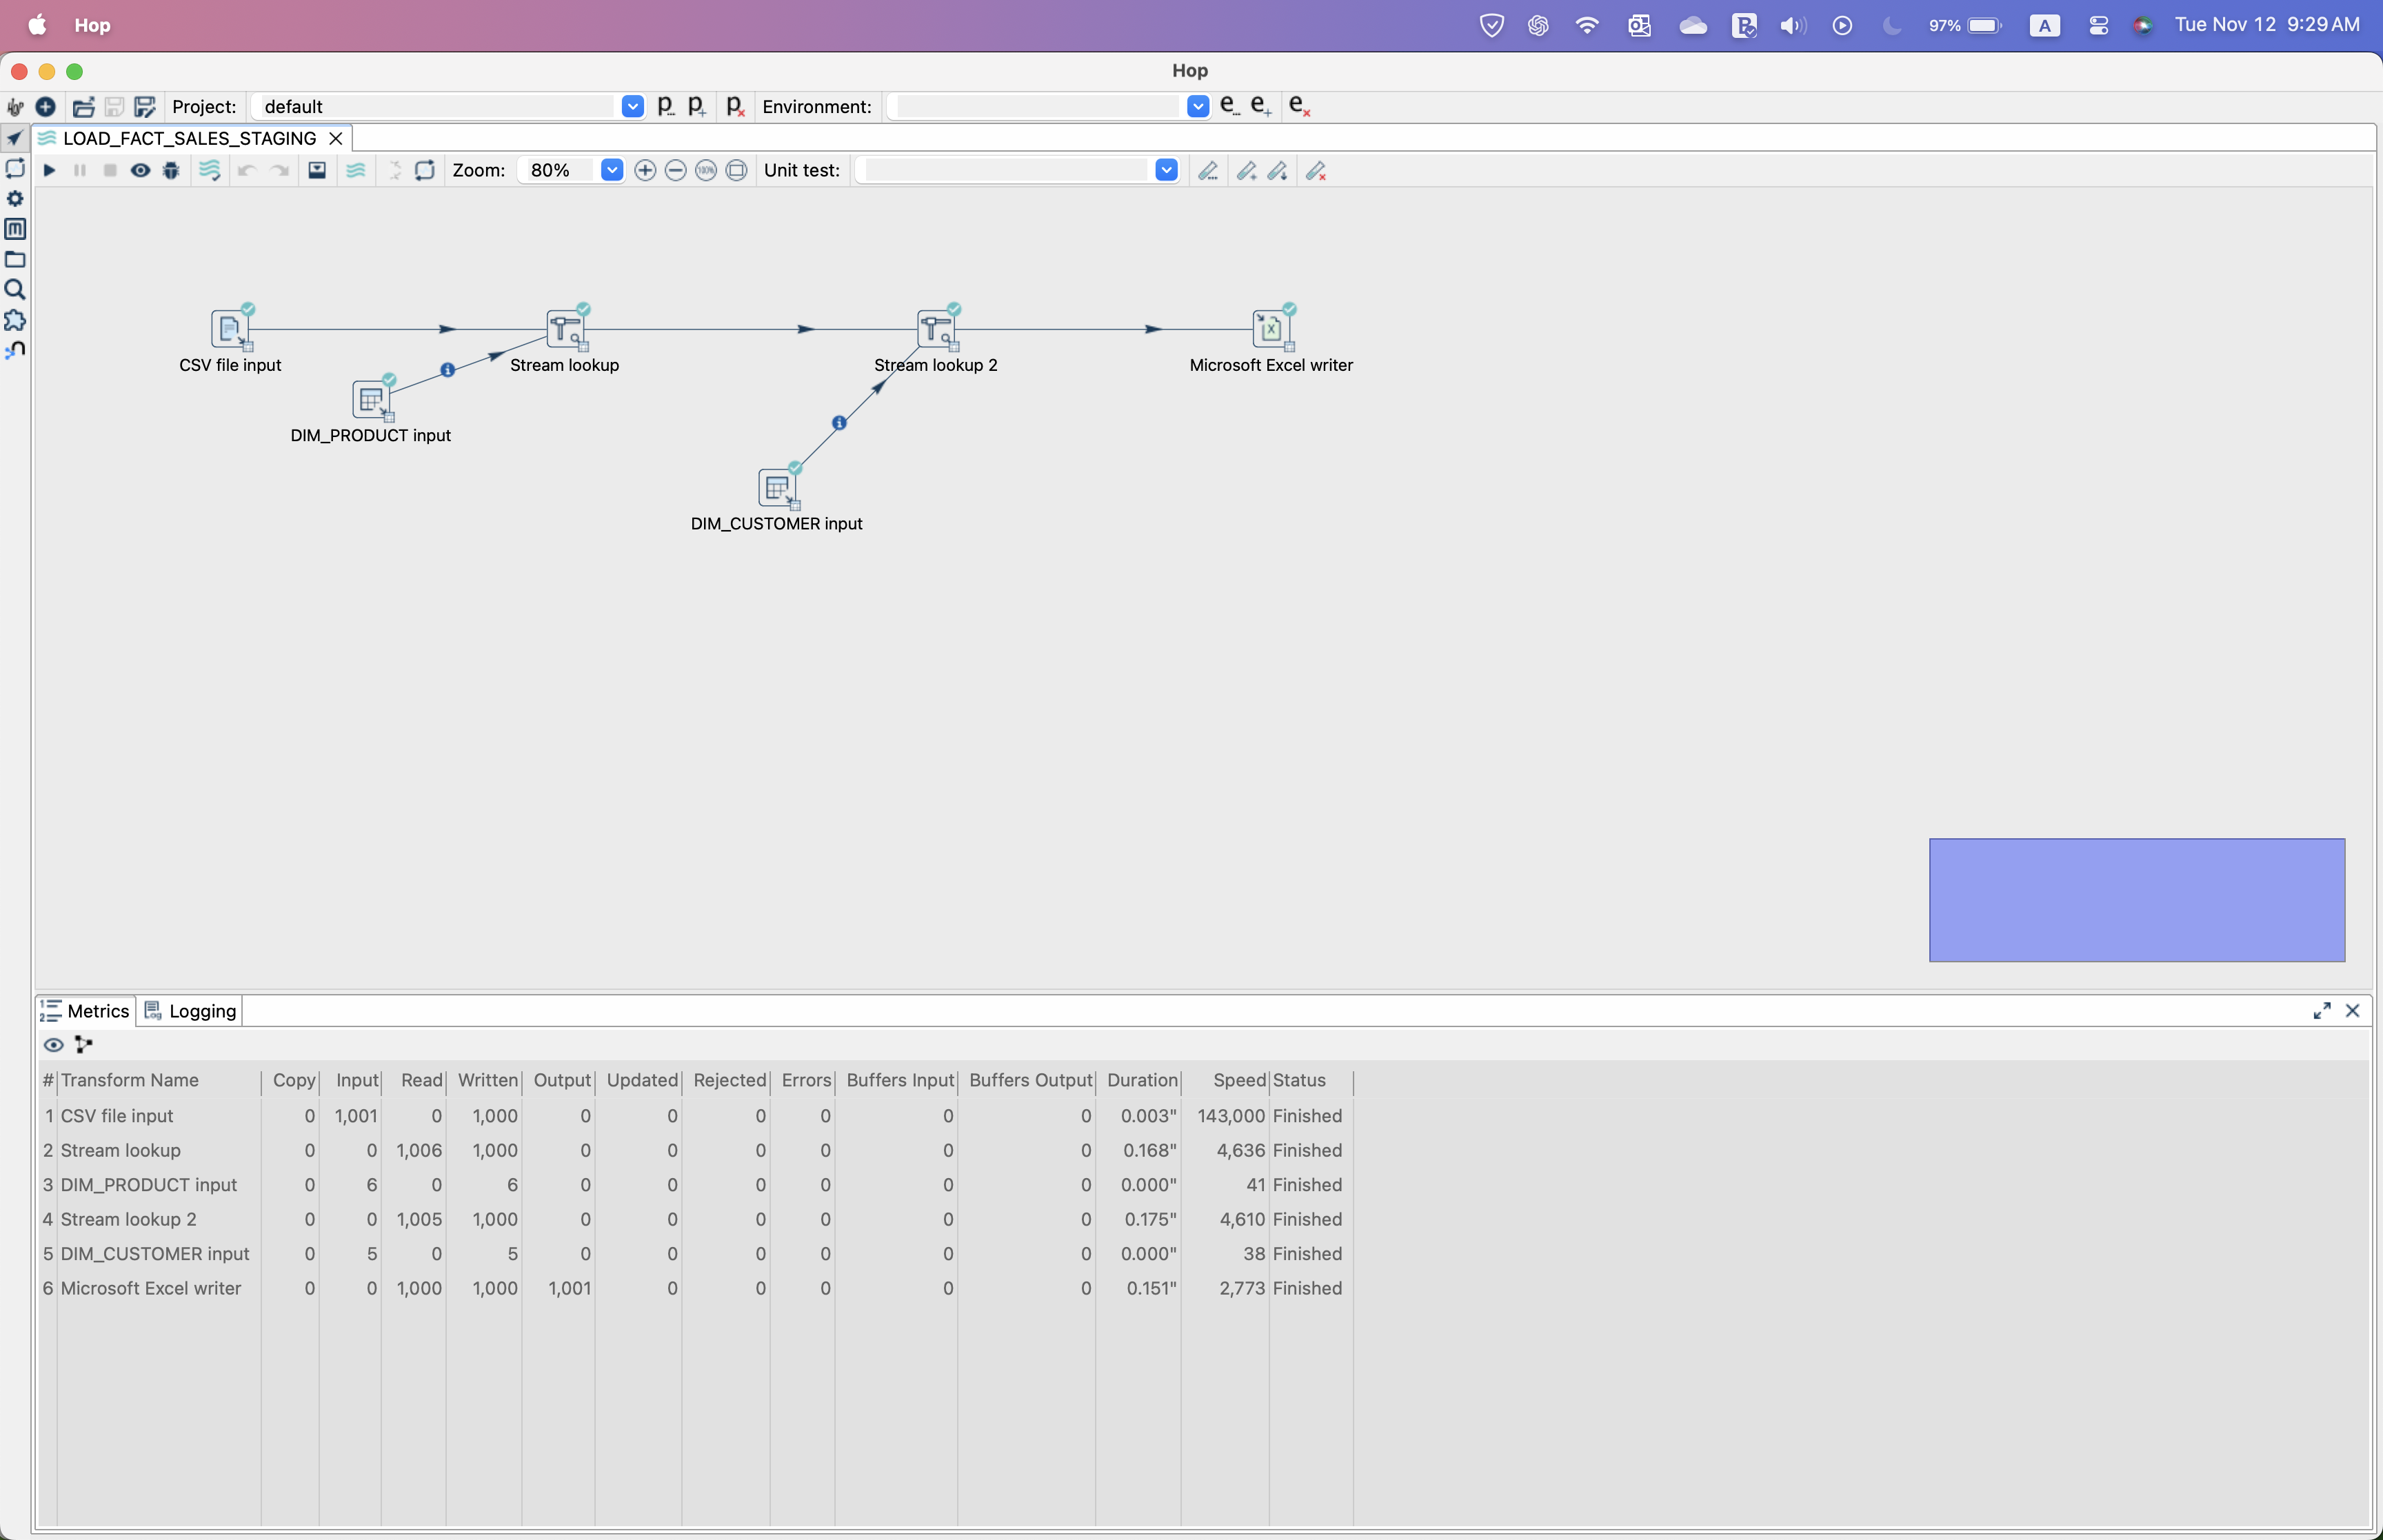 Hop
97%
A
Tue Nov 12 9:29 AM
Hop
Project: default
Environment:
LOAD_FACT_SALES_STAGING
Zoom: 80%
100%
Unit test:
CSV file input
Stream lookup
Stream lookup 2
Microsoft Excel writer
DIM_PRODUCT input
DIM_CUSTOMER input
Metrics
Logging
# Transform Name Copy Input Read Written Output Updated Rejected Errors Buffers Input Buffers Output Duration Speed Status
1 CSV file input 0 1,001 0 1,000 0 0 0 0 0 0 0.003" 143,000 Finished
2 Stream lookup 0 0 1,006 1,000 0 0 0 0 0 0 0.168" 4,636 Finished
3 DIM_PRODUCT input 0 6 0 6 0 0 0 0 0 0 0.000" 41 Finished
4 Stream lookup 2 0 0 1,005 1,000 0 0 0 0 0 0 0.175" 4,610 Finished
5 DIM_CUSTOMER input 0 5 0 5 0 0 0 0 0 0 0.000" 38 Finished
6 Microsoft Excel writer 0 0 1,000 1,000 1,001 0 0 0 0 0 0.151" 2,773 Finished